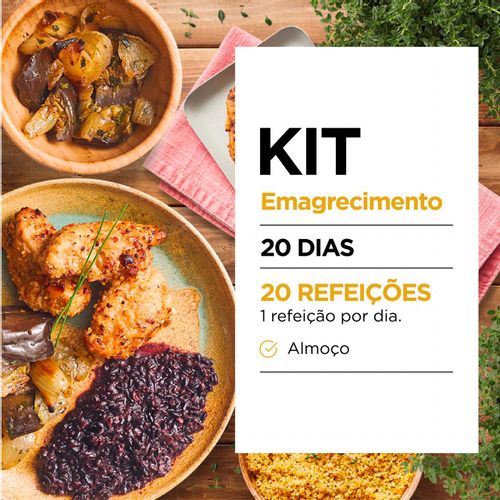 KIT
Emagrecimento
20 DIAS
20 REFEIÇÕES
1 refeição por dia.
Almoço